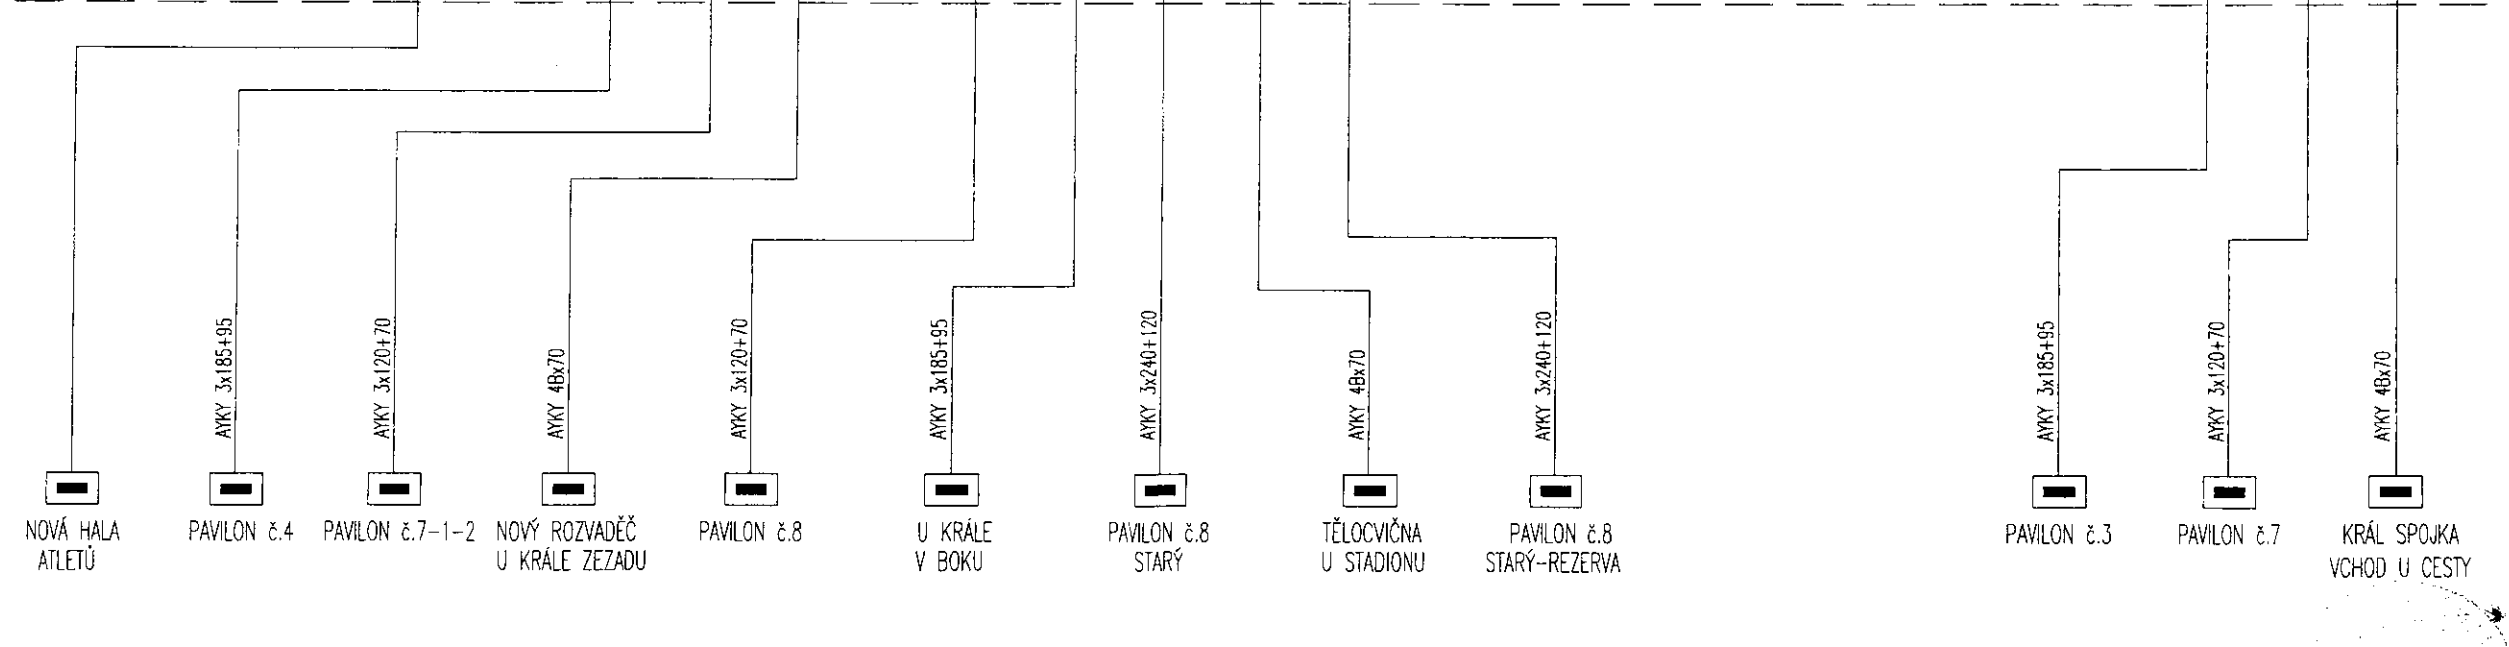 AYKY 3x185+95
AYKY 3x120+70
AYKY 4Bx70
AYKY 3x120+70
AYKY 3x185+95
AYKY 3x240+120
AYKY 4Bx70
AYKY 3x240+120
AYKY 3x185+95
AYKY 3x120+70
AYKY 4Bx70
NOVÁ HALA
ATLETŮ
PAVILON č.4
PAVILON č.7-1-2
NOVÝ ROZVADĚČ
U KRÁLE ZEZADU
PAVILON č.8
U KRÁLE
V BOKU
PAVILON č.8
STARÝ
TĚLOCVIČNA
U STADIONU
PAVILON č.8
STARÝ-REZERVA
PAVILON č.3
PAVILON č.7
KRÁL SPOJKA
VCHOD U CESTY